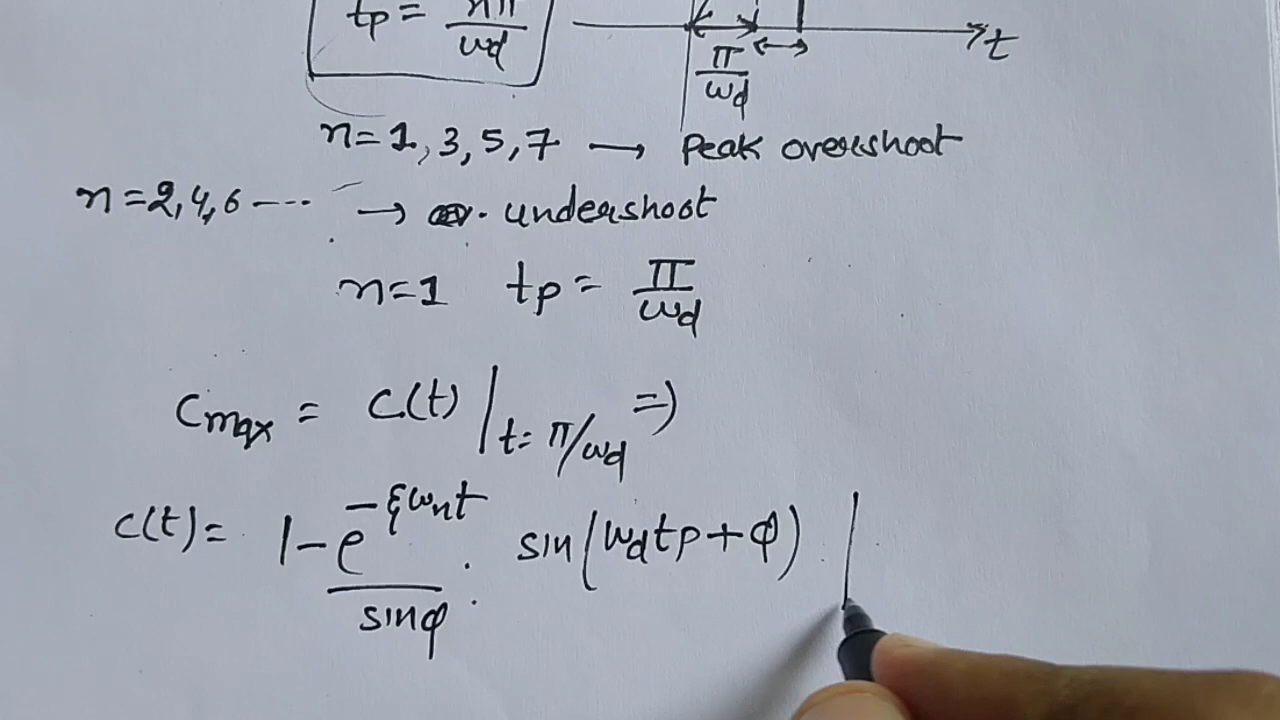 tp = nπ/ωd
t
π/ωd
n=1,3,5,7 → Peak overshoot
n=2,4,6 ---- → undershoot
n=1 tp = π/ωd
Cmax = C(t) | t=π/ωd ⇒
C(t)= 1-e^-ξωnt/sinφ . sin(ωdtp+φ) |